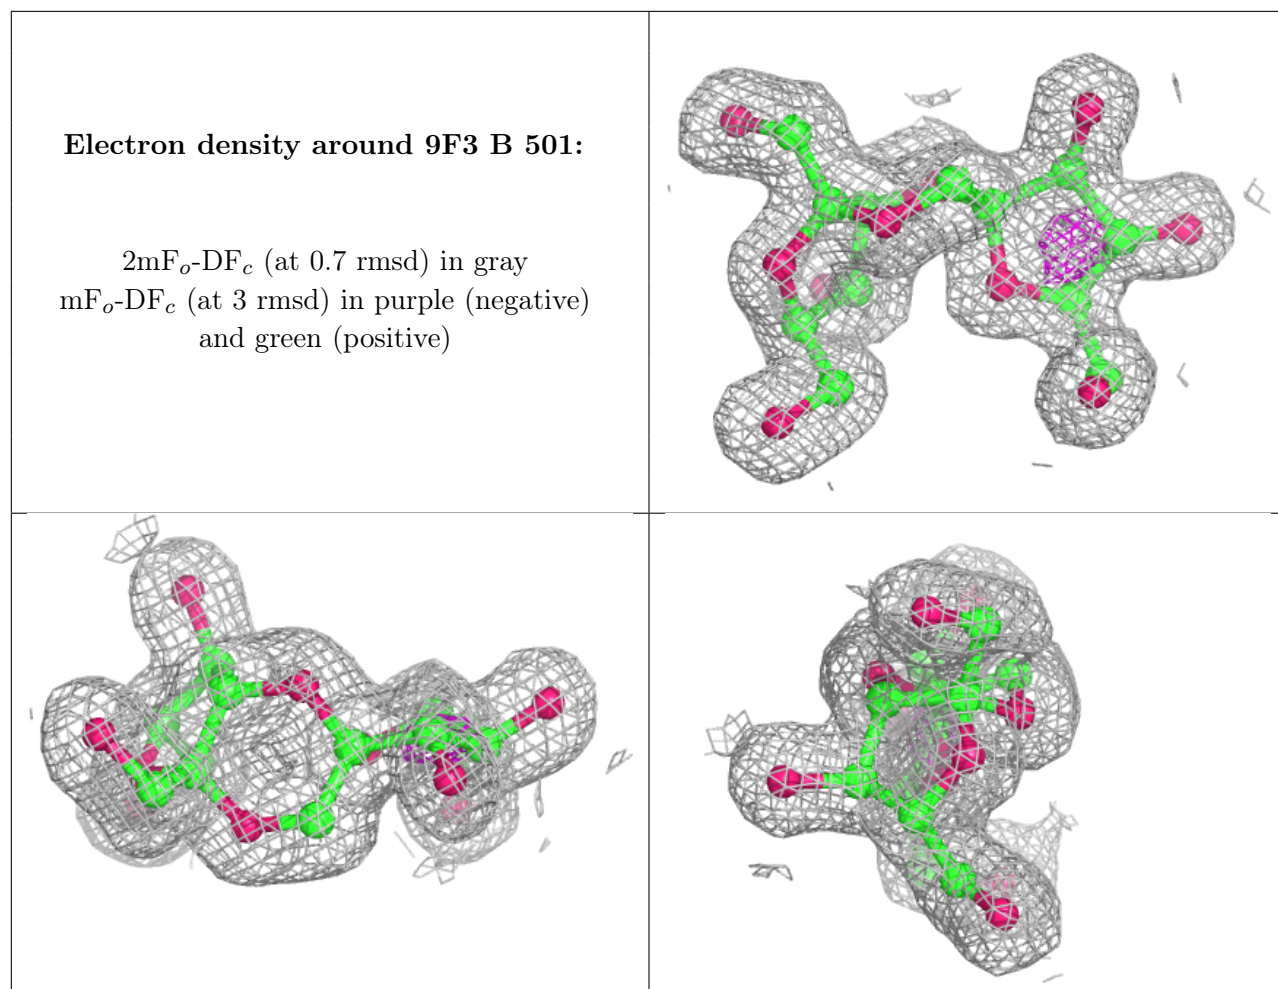 Electron density around 9F3 B 501:
2mFo-DFc (at 0.7 rmsd) in gray
mFo-DFc (at 3 rmsd) in purple (negative)
and green (positive)